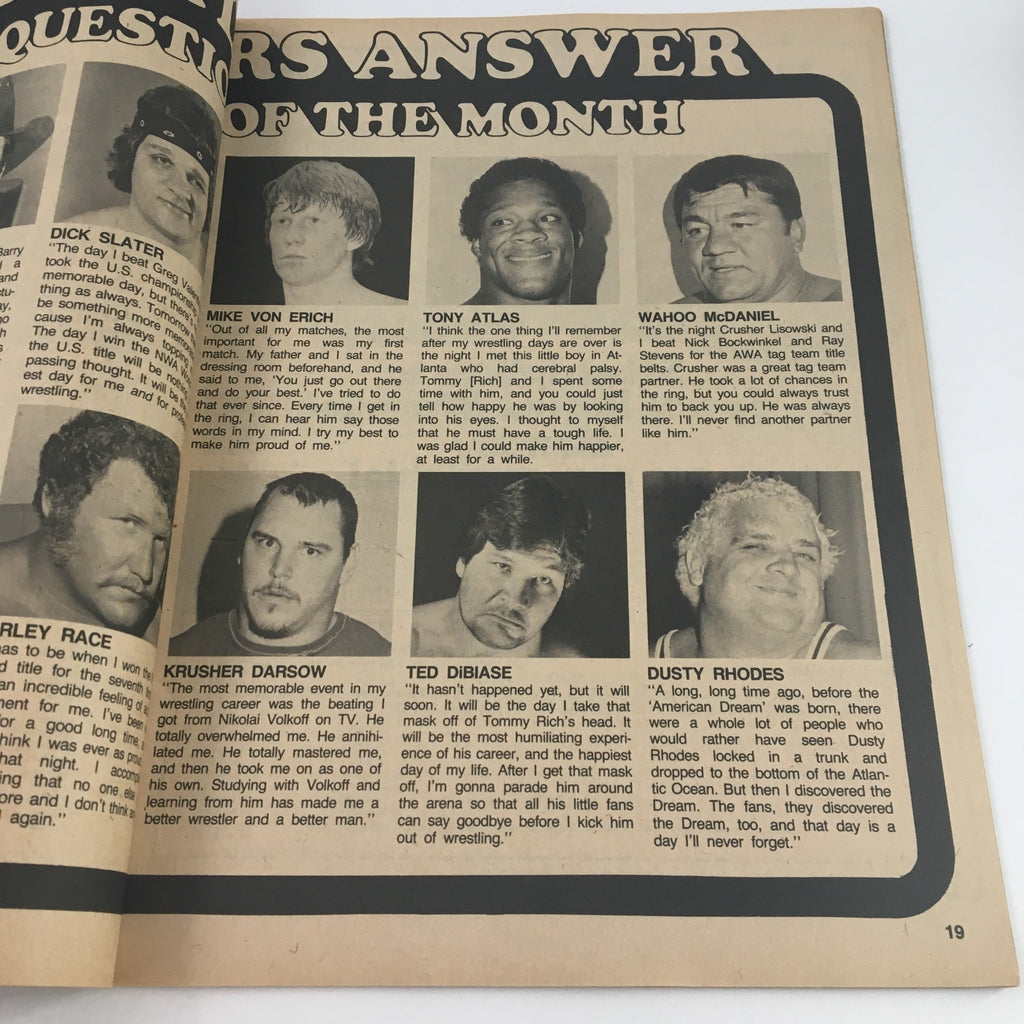 RS ANSWER
QUESTIO
OF THE MONTH
DICK SLATER
"The day I beat Greg
took the U.S. championship
memorable day, but there's
thing as always. Tomorrow
be something more
cause I'm always topping
The day I win the NWA
the U.S. title will be
passing thought. It will be the
est day for me and for
wrestling."
MIKE VON ERICH
"Out of all my matches, the most
important for me was my first
match. My father and I sat in the
dressing room beforehand, and he
said to me, 'You just go out there
and do your best.' I've tried to do
that ever since. Every time I get in
the ring, I can hear him say those
words in my mind. I try my best to
make him proud of me."
TONY ATLAS
"I think the one thing I'll remember
after my wrestling days are over is
the night I met this little boy in At-
lanta who had cerebral palsy.
Tommy [Rich] and I spent some
time with him, and you could just
tell how happy he was by looking
into his eyes. I thought to myself
that he must have a tough life. I
was glad I could make him happier,
at least for a while.
WAHOO McDANIEL
"It's the night Crusher Lisowski and
I beat Nick Bockwinkel and Ray
Stevens for the AWA tag team title
belts. Crusher was a great tag team
partner. He took a lot of chances in
the ring, but you could always trust
him to back you up. He was always
there. I'll never find another partner
like him."
RLEY RACE
as to be when I won the
d title for the seventh
an incredible feeling of
ment for me. I've been
or a good long time,
hink I was ever as proud
hat night. I
ing that no one else
ore and I don't think
again."
KRUSHER DARSOW
"The most memorable event in my
wrestling career was the beating I
got from Nikolai Volkoff on TV. He
totally overwhelmed me. He annihi-
lated me. He totally mastered me,
and then he took me on as one of
his own. Studying with Volkoff and
learning from him has made me a
better wrestler and a better man."
TED DiBIASE
"It hasn't happened yet, but it will
soon. It will be the day I take that
mask off of Tommy Rich's head. It
will be the most humiliating experi-
ence of his career, and the happiest
day of my life. After I get that mask
off, I'm gonna parade him around
the arena so that all his little fans
can say goodbye before I kick him
out of wrestling."
DUSTY RHODES
"A long, long time ago, before the
'American Dream' was born, there
were a whole lot of people who
would rather have seen Dusty
Rhodes locked in a trunk and
dropped to the bottom of the Atlan-
tic Ocean. But then I discovered the
Dream. The fans, they discovered
the Dream, too, and that day is a
day I'll never forget."
19